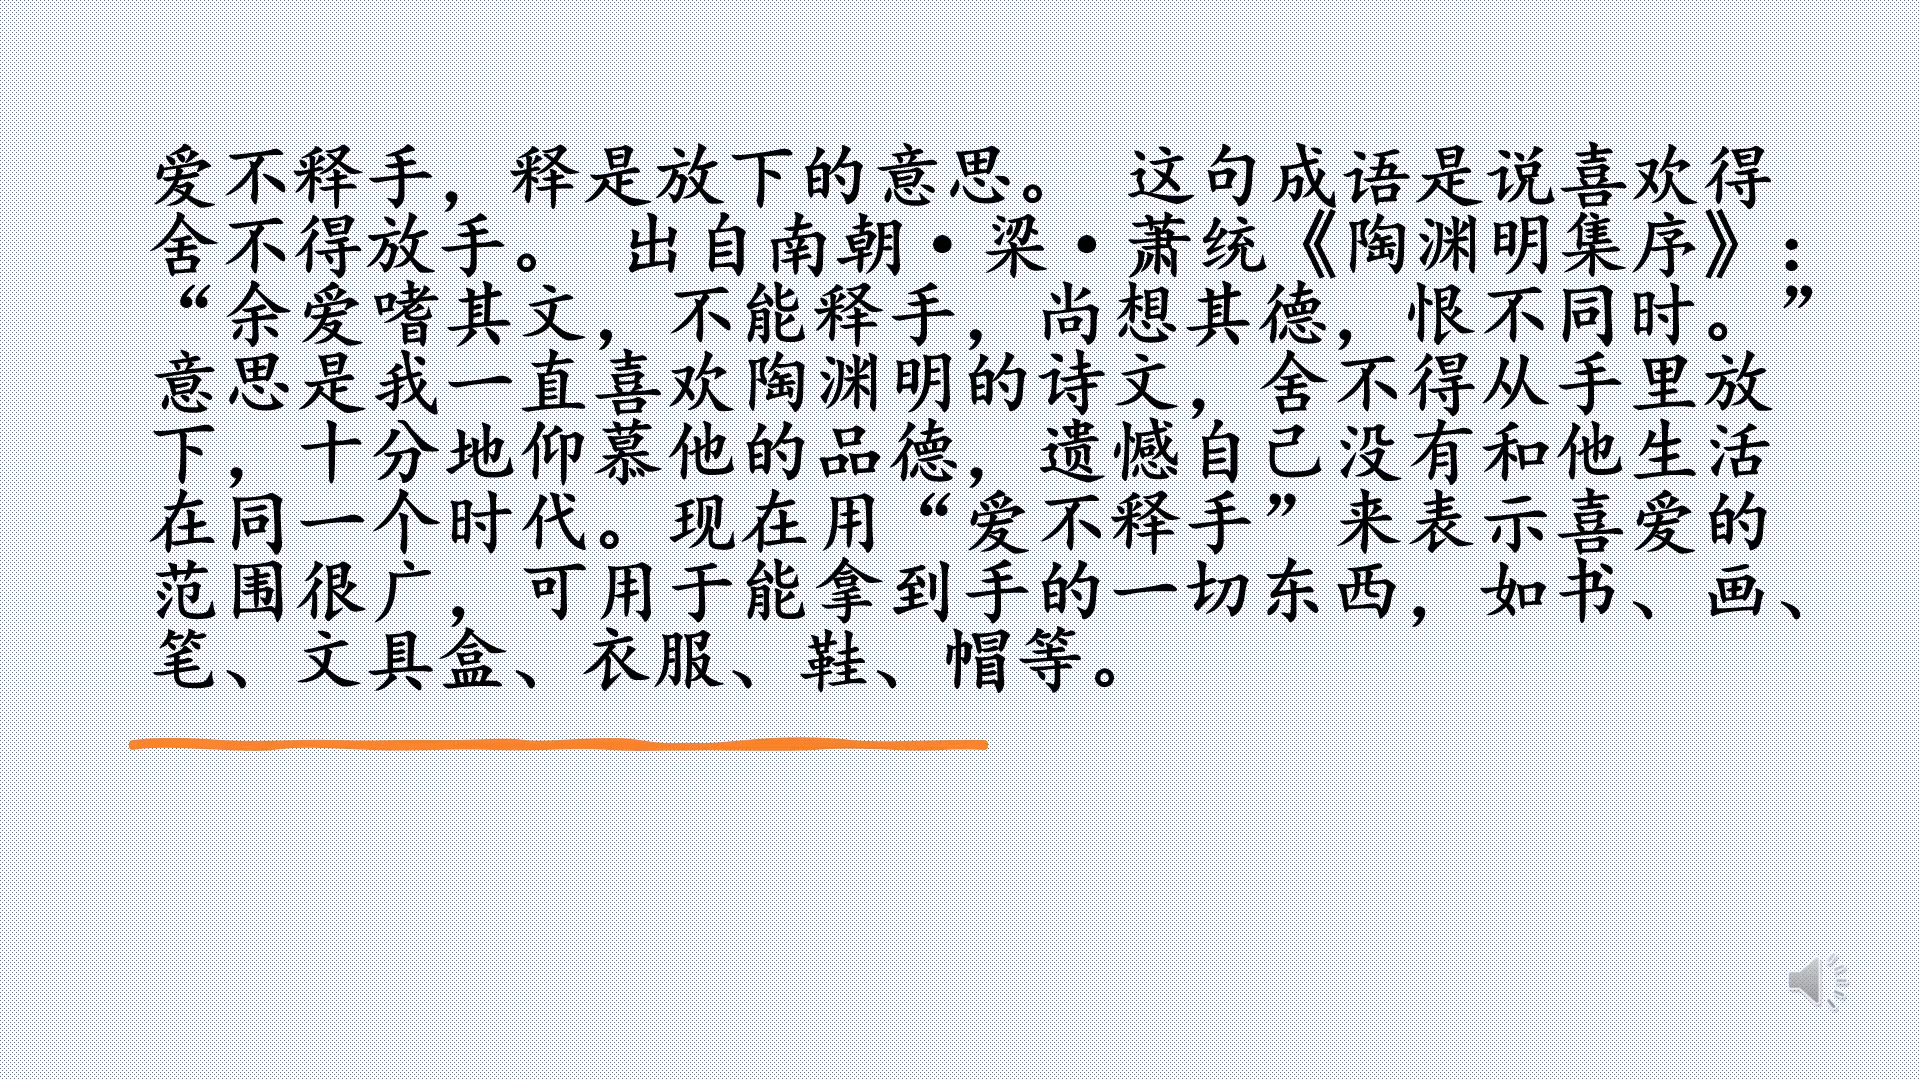 爱不释手，释是放下的意思。 这句成语是说喜欢得
舍不得放手。 出自南朝·梁·萧统《陶渊明集序》：
“余爱嗜其文，不能释手，尚想其德，恨不同时。”
意思是我一直喜欢陶渊明的诗文，舍不得从手里放
下，十分地仰慕他的品德，遗憾自己没有和他生活
在同一个时代。现在用“爱不释手”来表示喜爱的
范围很广，可用于能拿到手的一切东西，如书、画、
笔、文具盒、衣服、鞋、帽等。